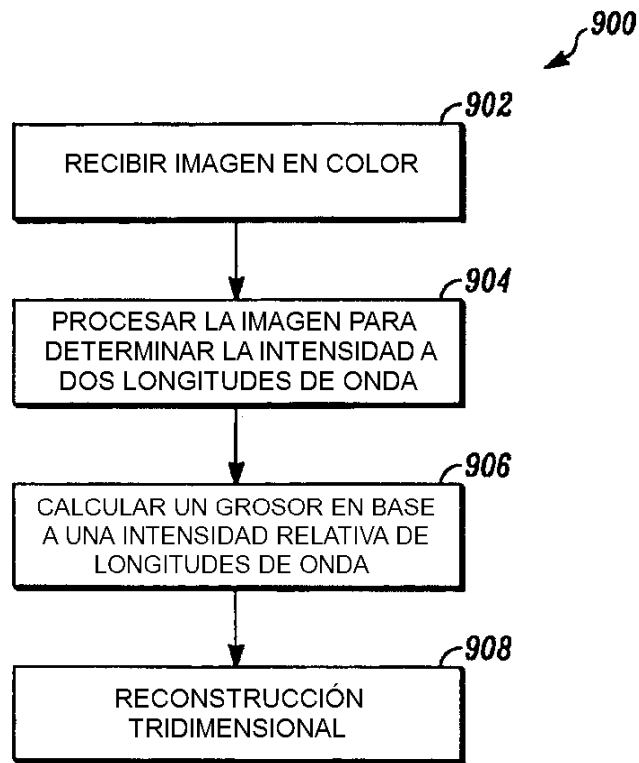 900
902
RECIBIR IMAGEN EN COLOR
904
PROCESAR LA IMAGEN PARA
DETERMINAR LA INTENSIDAD A
DOS LONGITUDES DE ONDA
906
CALCULAR UN GROSOR EN BASE
A UNA INTENSIDAD RELATIVA DE
LONGITUDES DE ONDA
908
RECONSTRUCCIÓN
TRIDIMENSIONAL